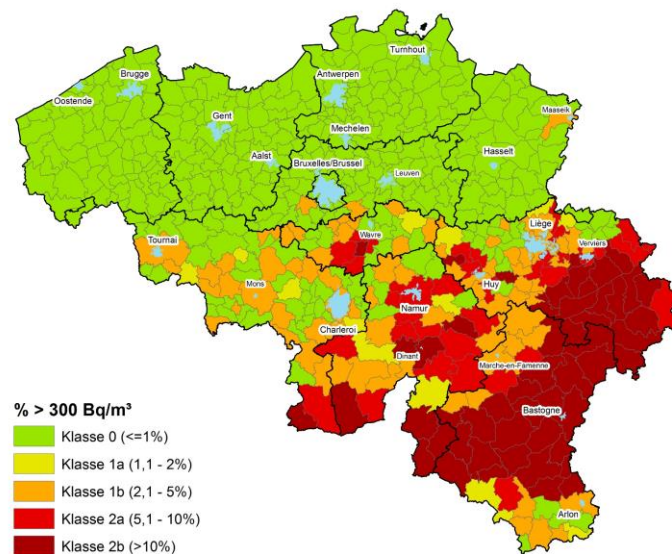 Turnhout
Brugge
Antwerpen
Oostende
Maaseik
Gent
Mechelen
Hasselt
Aalst
Bruxelles/Brussel
Leuven
Liège
Tournai
Wavre
Verviers
Mons
Huy
Namur
Charleroi
Dinant
Marche-en-Famenne
Bastogne
Arlon
% > 300 Bq/m³
Klasse 0 (<=1%)
Klasse 1a (1,1 - 2%)
Klasse 1b (2,1 - 5%)
Klasse 2a (5,1 - 10%)
Klasse 2b (>10%)